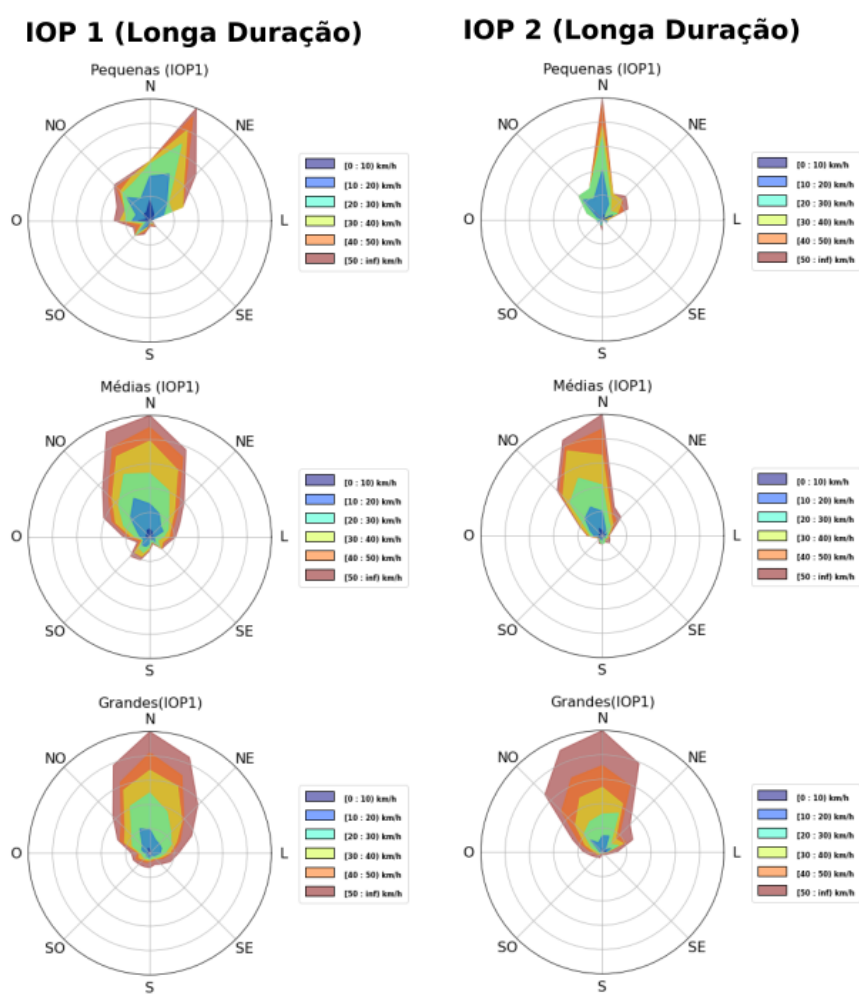 IOP 1 (Longa Duração)
IOP 2 (Longa Duração)
Pequenas (IOP1)
N
NO
NE
O
L
SO
SE
S
[0 : 10) km/h
[10 : 20) km/h
[20 : 30) km/h
[30 : 40) km/h
[40 : 50) km/h
[50 : inf) km/h
Pequenas (IOP1)
N
NO
NE
O
L
SO
SE
S
[0 : 10) km/h
[10 : 20) km/h
[20 : 30) km/h
[30 : 40) km/h
[40 : 50) km/h
[50 : inf) km/h
Médias (IOP1)
N
NO
NE
O
L
SO
SE
S
[0 : 10) km/h
[10 : 20) km/h
[20 : 30) km/h
[30 : 40) km/h
[40 : 50) km/h
[50 : inf) km/h
Médias (IOP1)
N
NO
NE
O
L
SO
SE
S
[0 : 10) km/h
[10 : 20) km/h
[20 : 30) km/h
[30 : 40) km/h
[40 : 50) km/h
[50 : inf) km/h
Grandes(IOP1)
N
NO
NE
O
L
SO
SE
S
[0 : 10) km/h
[10 : 20) km/h
[20 : 30) km/h
[30 : 40) km/h
[40 : 50) km/h
[50 : inf) km/h
Grandes(IOP1)
N
NO
NE
O
L
SO
SE
S
[0 : 10) km/h
[10 : 20) km/h
[20 : 30) km/h
[30 : 40) km/h
[40 : 50) km/h
[50 : inf) km/h